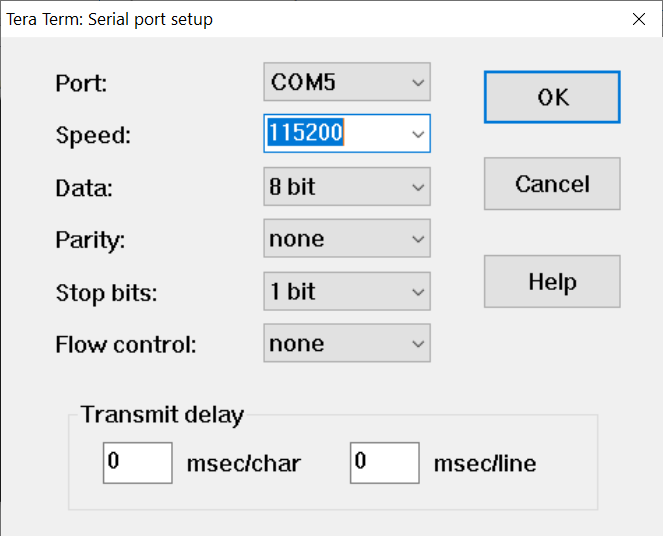 Tera Term: Serial port setup
Port: COM5 OK
Speed: 115200
Data: 8 bit Cancel
Parity: none
Stop bits: 1 bit Help
Flow control: none
Transmit delay
0 msec/char 0 msec/line